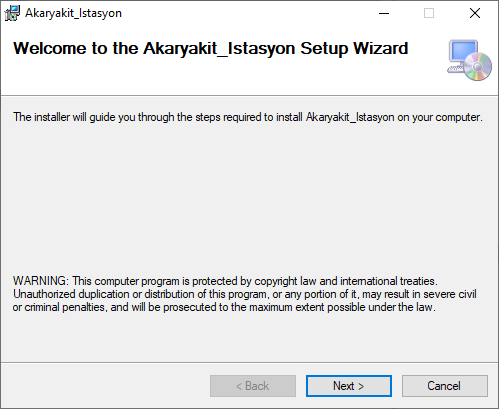 Akaryakit_Istasyon
Welcome to the Akaryakit_Istasyon Setup Wizard
The installer will guide you through the steps required to install Akaryakit_Istasyon on your computer.
WARNING: This computer program is protected by copyright law and international treaties.
Unauthorized duplication or distribution of this program, or any portion of it, may result in severe civil
or criminal penalties, and will be prosecuted to the maximum extent possible under the law.
< Back
Next >
Cancel